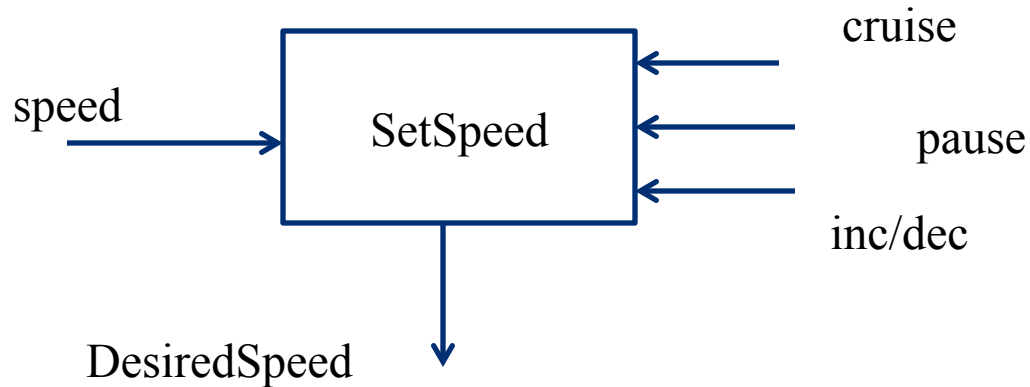 cruise
speed
SetSpeed
pause
inc/dec
DesiredSpeed